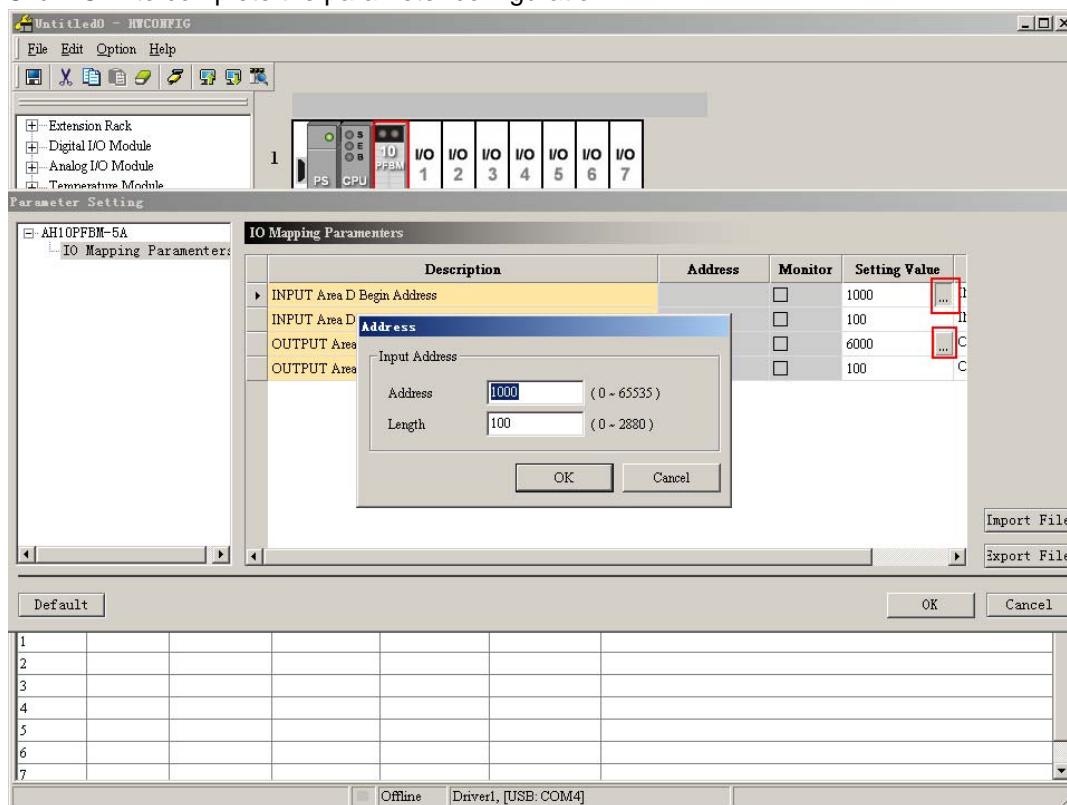 Untitled0 - HWCONFIG
File Edit Option Help
Extension Rack
Digital I/O Module
Analog I/O Module
Temperature Module
1
PS CPU 10 PFBM I/O 1 I/O 2 I/O 3 I/O 4 I/O 5 I/O 6 I/O 7
S
E
B
Parameter Setting
AH10PFBM-5A
IO Mapping Paramenters
IO Mapping Paramenters
Description Address Monitor Setting Value
INPUT Area D Begin Address 1000 ...
INPUT Area D 100
OUTPUT Area 6000 ...
OUTPUT Area 100
Address
Input Address
Address 1000 ( 0 ~ 65535 )
Length 100 ( 0 ~ 2880 )
OK Cancel
Import File
Export File
Default OK Cancel
1
2
3
4
5
6
7
Offline Driver1, [USB: COM4]